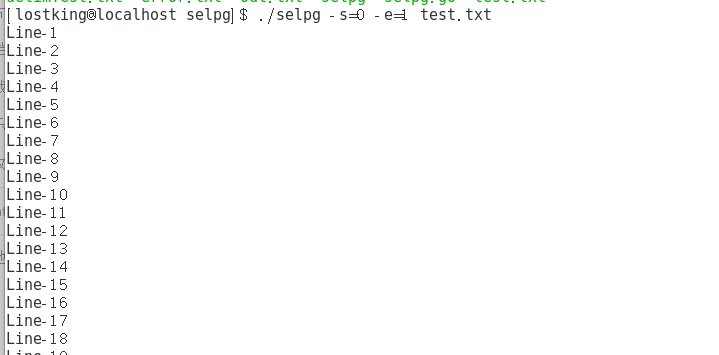 [lostking@localhost selpg]$ ./selpg -s=0 -e=1 test.txt
Line-1
Line-2
Line-3
Line-4
Line-5
Line-6
Line-7
Line-8
Line-9
Line-10
Line-11
Line-12
Line-13
Line-14
Line-15
Line-16
Line-17
Line-18